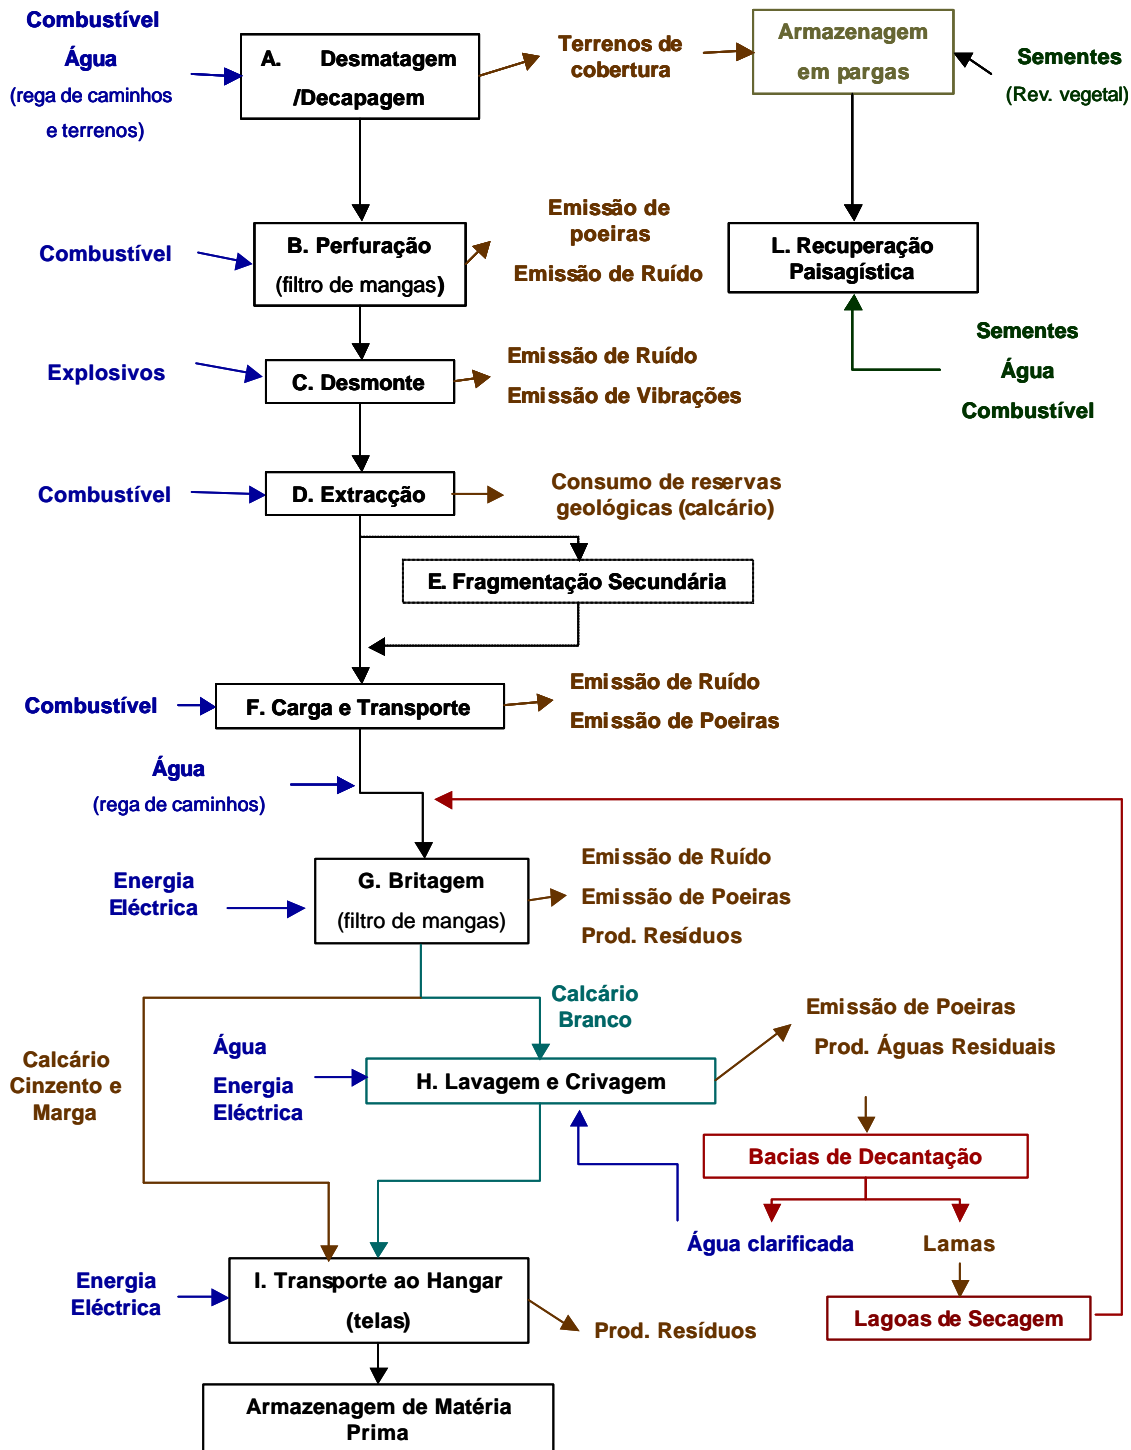 Combustível
Água
(rega de caminhos
e terrenos)
A. Desmatagem
/Decapagem
Terrenos de
cobertura
Armazenagem
em pargas
Sementes
(Rev. vegetal)
Combustível
B. Perfuração
(filtro de mangas)
Emissão de
poeiras
Emissão de Ruído
L. Recuperação
Paisagística
Sementes
Água
Combustível
Explosivos
C. Desmonte
Emissão de Ruído
Emissão de Vibrações
Combustível
D. Extracção
Consumo de reservas
geológicas (calcário)
E. Fragmentação Secundária
Combustível
F. Carga e Transporte
Emissão de Ruído
Emissão de Poeiras
Água
(rega de caminhos)
Energia
Eléctrica
G. Britagem
(filtro de mangas)
Emissão de Ruído
Emissão de Poeiras
Prod. Resíduos
Calcário
Branco
Calcário
Cinzento e
Marga
Água
Energia
Eléctrica
H. Lavagem e Crivagem
Emissão de Poeiras
Prod. Águas Residuais
Bacias de Decantação
Água clarificada
Lamas
Lagoas de Secagem
Energia
Eléctrica
I. Transporte ao Hangar
(telas)
Prod. Resíduos
Armazenagem de Matéria
Prima